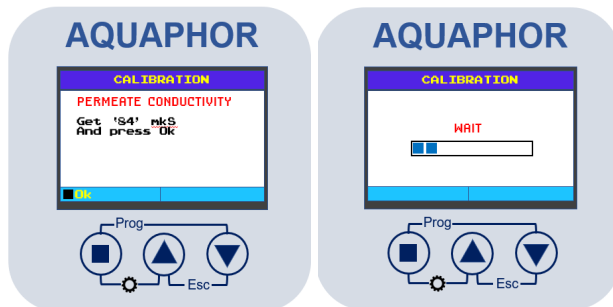 AQUAPHOR
CALIBRATION
PERMEATE CONDUCTIVITY
Get '84' mkS
And press Ok
Ok
Prog
Esc
AQUAPHOR
CALIBRATION
WAIT
Prog
Esc